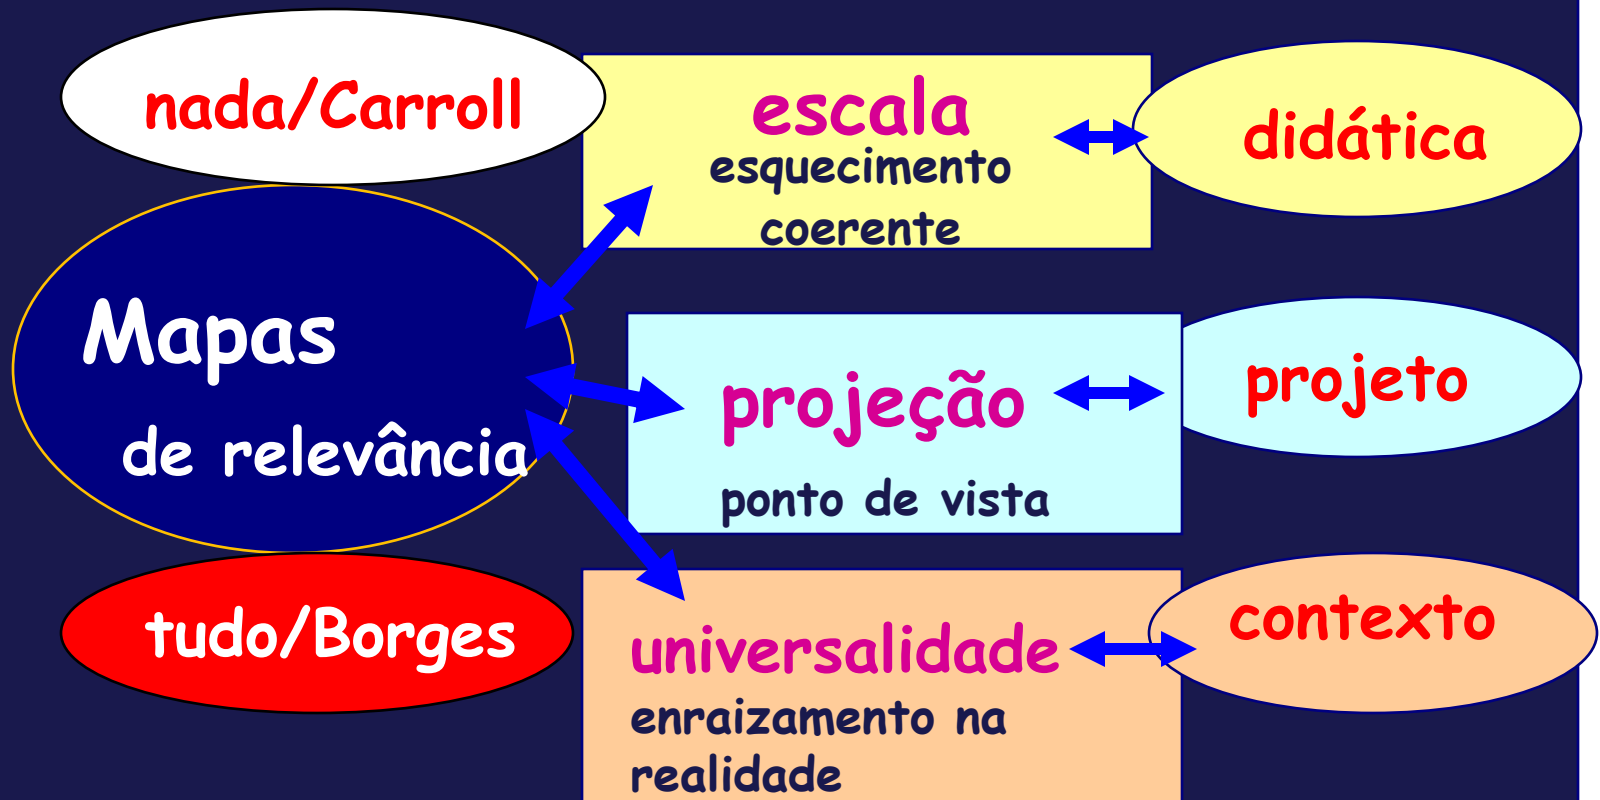 nada/Carroll
escala
esquecimento
coerente
didática
Mapas
de relevância
projeção
ponto de vista
projeto
tudo/Borges
universalidade
enraizamento na
realidade
contexto